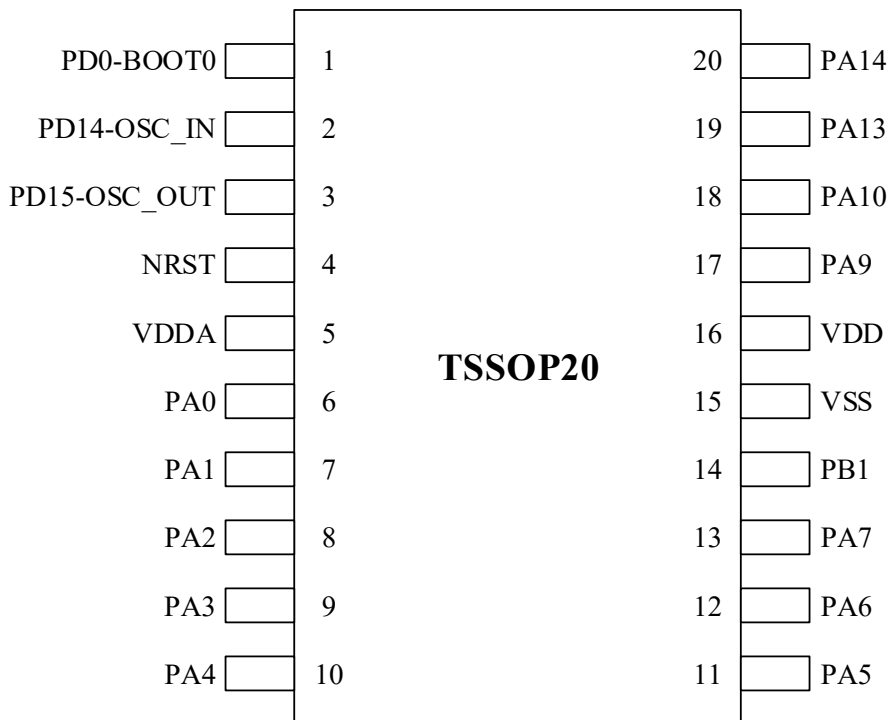 PD0-BOOT0 1 20 PA14
PD14-OSC_IN 2 19 PA13
PD15-OSC_OUT 3 18 PA10
NRST 4 17 PA9
VDDA 5 16 VDD
TSSOP20
PA0 6 15 VSS
PA1 7 14 PB1
PA2 8 13 PA7
PA3 9 12 PA6
PA4 10 11 PA5